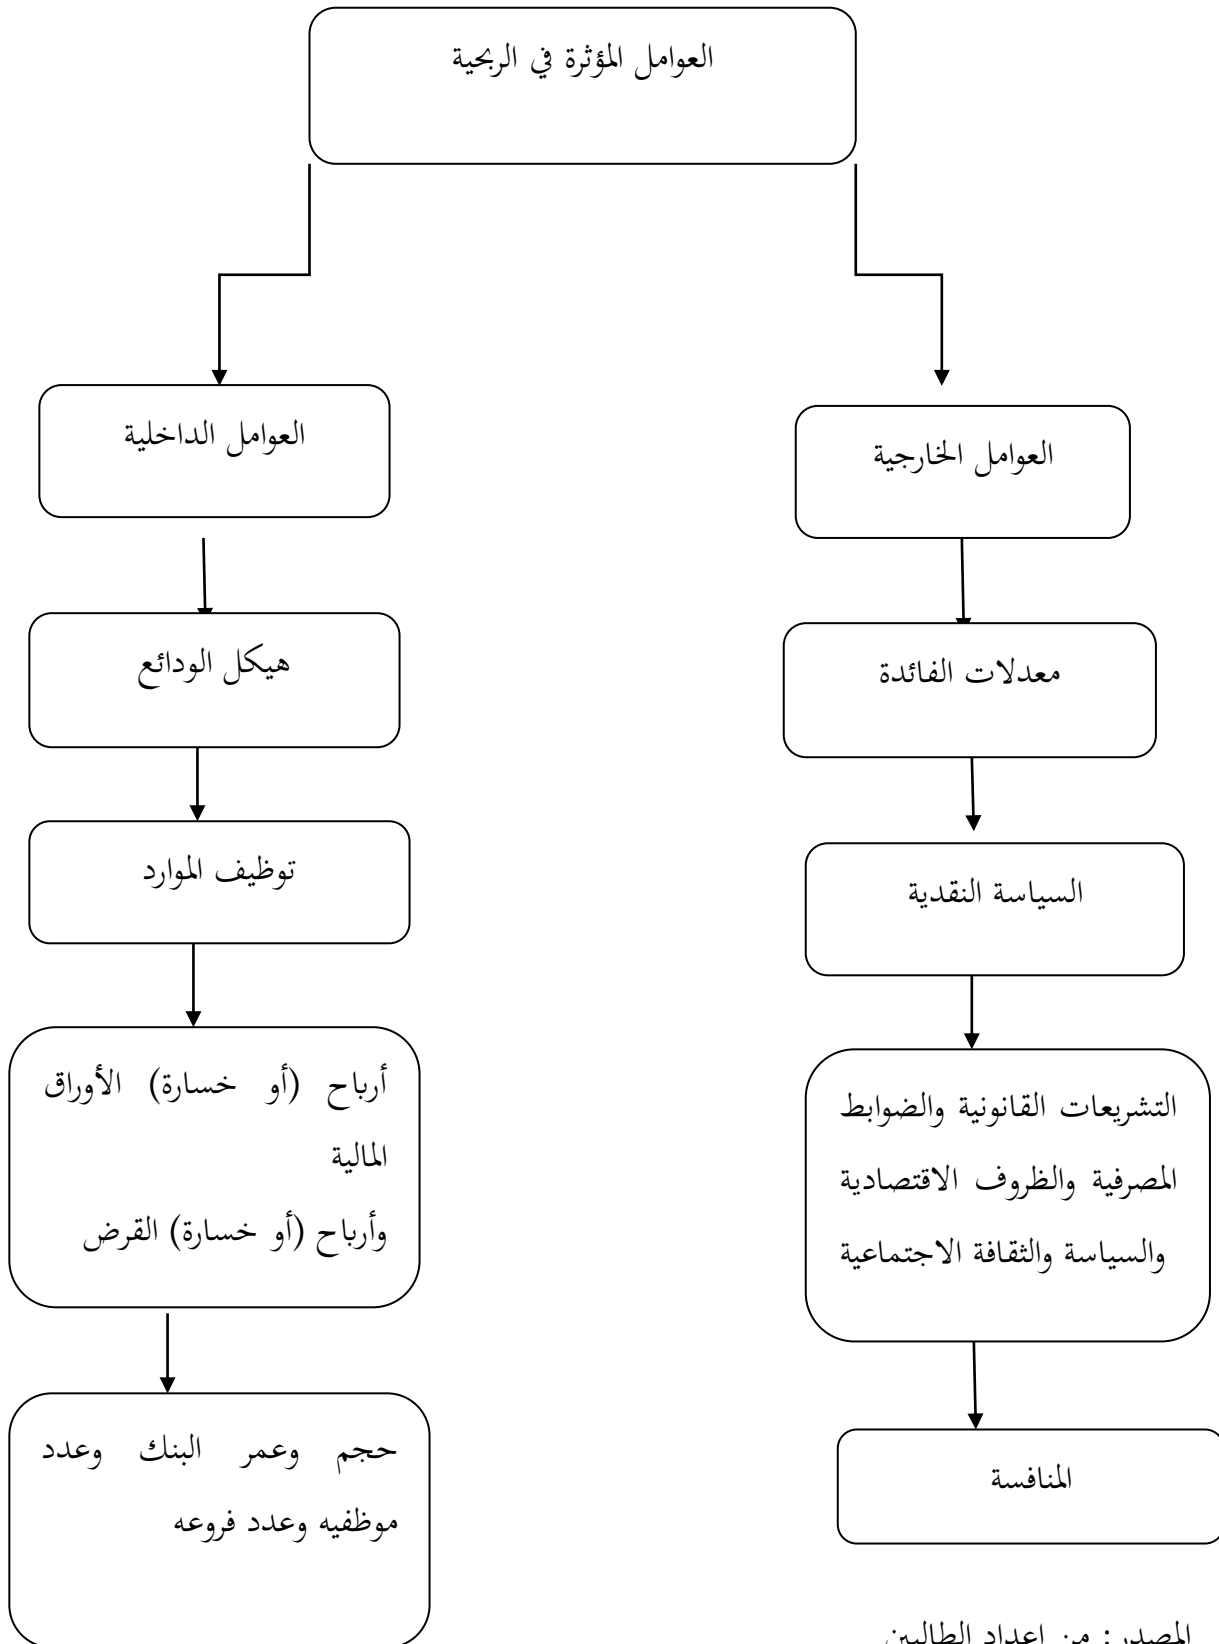 العوامل المؤثرة في الربحية
العوامل الخارجية
العوامل الداخلية
معدلات الفائدة
هيكل الودائع
السياسة النقدية
توظيف الموارد
التشريعات القانونية والضوابط
المصرفية والظروف الاقتصادية
والسياسة والثقافة الاجتماعية
أرباح (أو خسارة) الأوراق
المالية
وأرباح (أو خسارة) القرض
المنافسة
حجم وعمر البنك وعدد
موظفيه وعدد فروعه
المصدر: من إعداد الطالبين